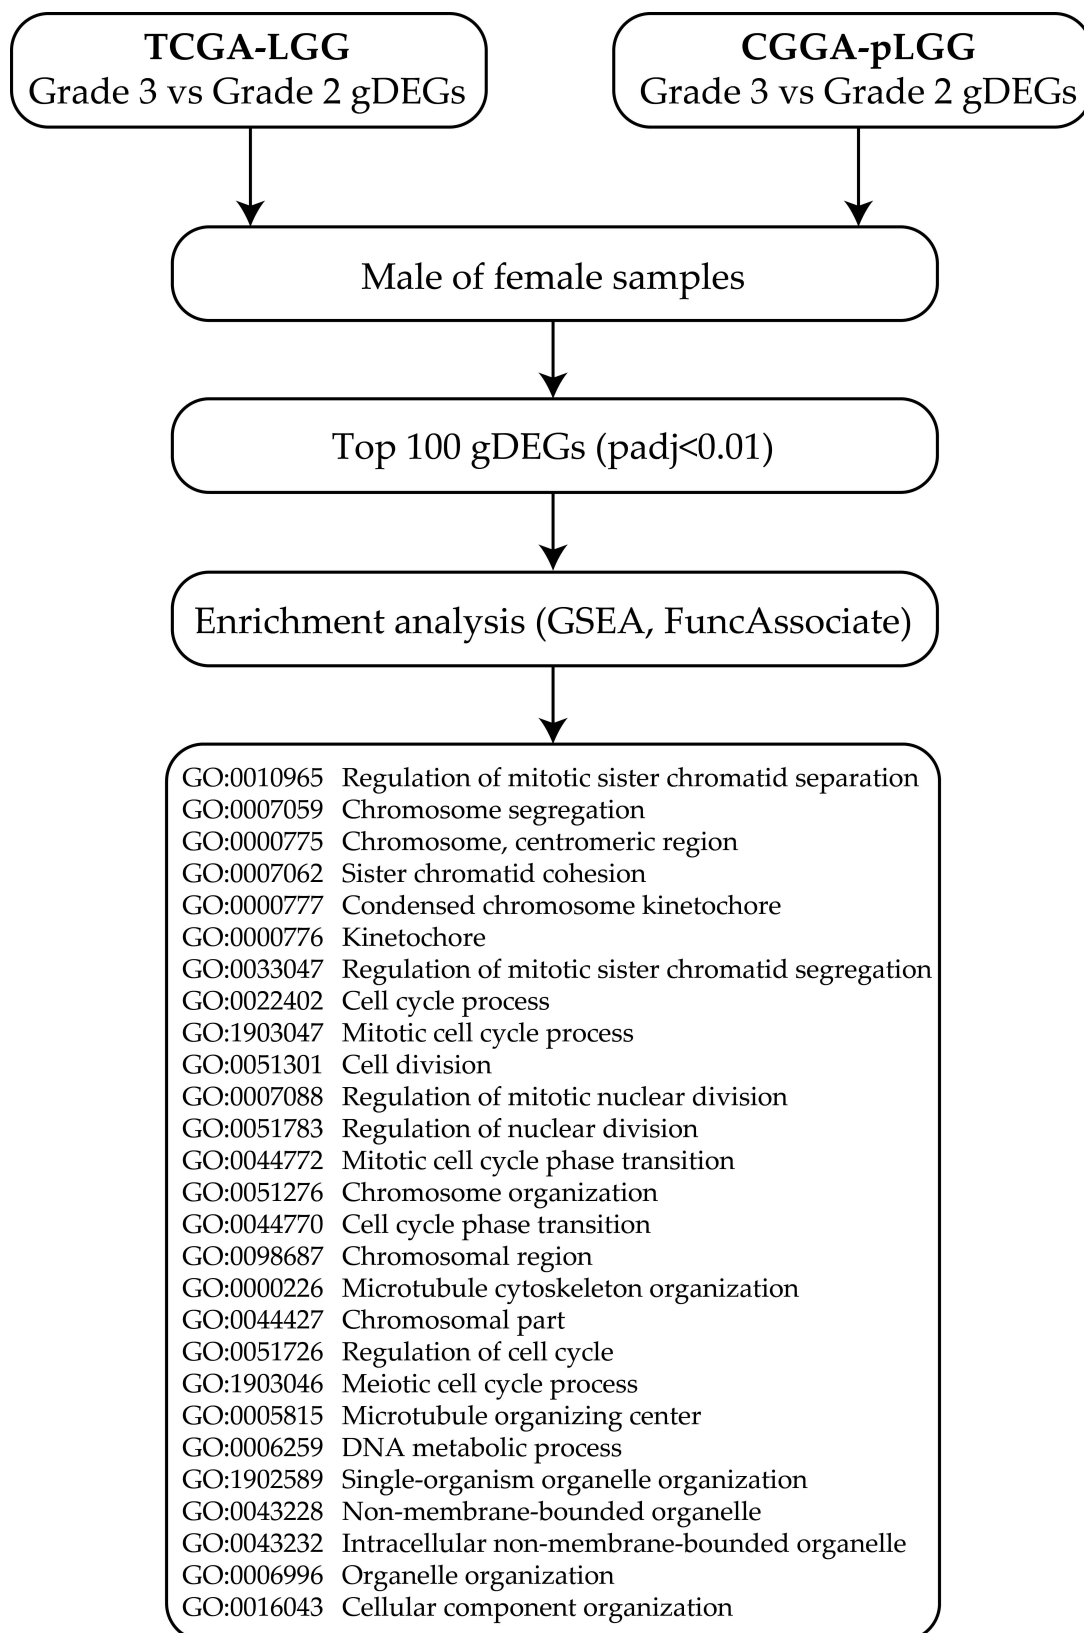 TCGA-LGG
Grade 3 vs Grade 2 gDEGs
CGGA-pLGG
Grade 3 vs Grade 2 gDEGs
Male of female samples
Top 100 gDEGs (padj<0.01)
Enrichment analysis (GSEA, FuncAssociate)
GO:0010965 Regulation of mitotic sister chromatid separation
GO:0007059 Chromosome segregation
GO:0000775 Chromosome, centromeric region
GO:0007062 Sister chromatid cohesion
GO:0000777 Condensed chromosome kinetochore
GO:0000776 Kinetochore
GO:0033047 Regulation of mitotic sister chromatid segregation
GO:0022402 Cell cycle process
GO:1903047 Mitotic cell cycle process
GO:0051301 Cell division
GO:0007088 Regulation of mitotic nuclear division
GO:0051783 Regulation of nuclear division
GO:0044772 Mitotic cell cycle phase transition
GO:0051276 Chromosome organization
GO:0044770 Cell cycle phase transition
GO:0098687 Chromosomal region
GO:0000226 Microtubule cytoskeleton organization
GO:0044427 Chromosomal part
GO:0051726 Regulation of cell cycle
GO:1903046 Meiotic cell cycle process
GO:0005815 Microtubule organizing center
GO:0006259 DNA metabolic process
GO:1902589 Single-organism organelle organization
GO:0043228 Non-membrane-bounded organelle
GO:0043232 Intracellular non-membrane-bounded organelle
GO:0006996 Organelle organization
GO:0016043 Cellular component organization